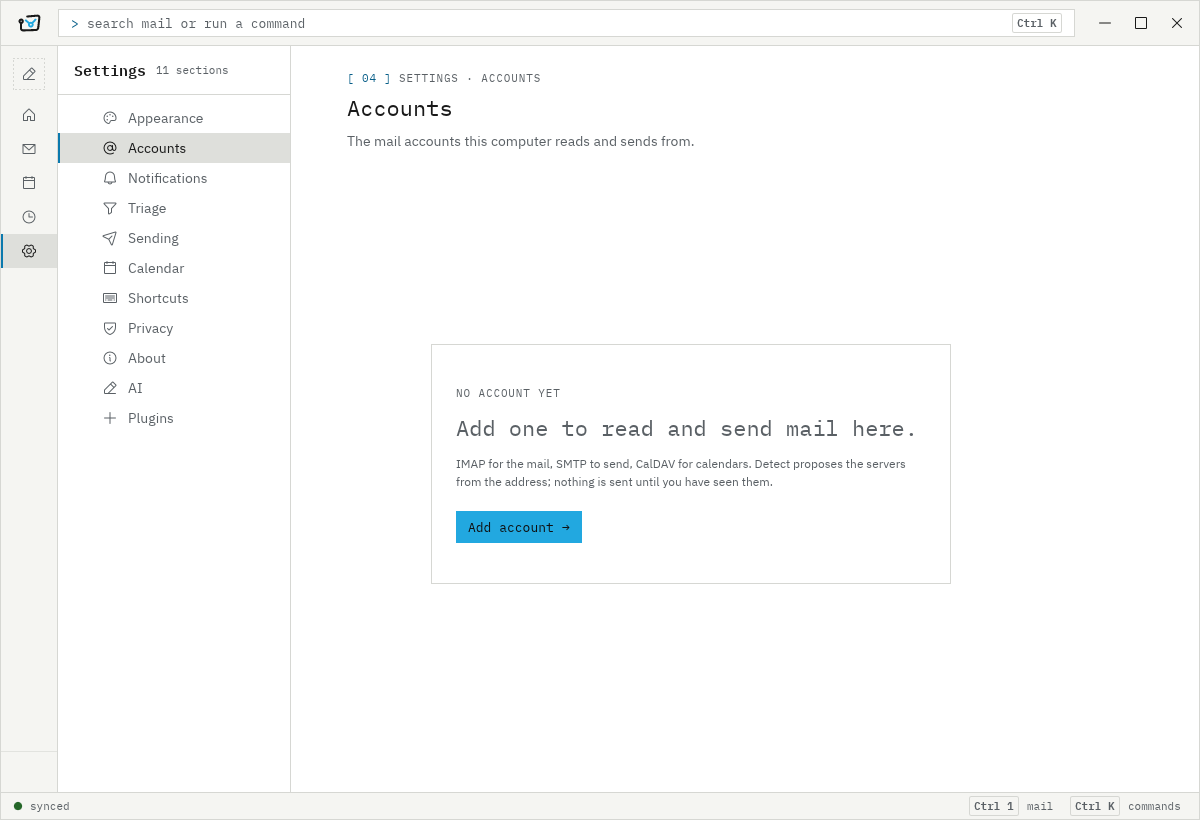 > search mail or run a command Ctrl K
Settings 11 sections
Appearance
Accounts
Notifications
Triage
Sending
Calendar
Shortcuts
Privacy
About
AI
Plugins
[ 04 ] SETTINGS · ACCOUNTS
Accounts
The mail accounts this computer reads and sends from.
NO ACCOUNT YET
Add one to read and send mail here.
IMAP for the mail, SMTP to send, CalDAV for calendars. Detect proposes the servers
from the address; nothing is sent until you have seen them.
Add account →
synced
Ctrl 1 mail Ctrl K commands